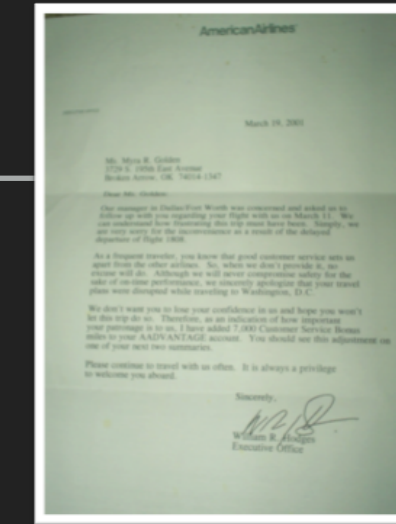 AmericanAirlines
March 19, 2001
Ms. Myra R. Golden
East Avenue
Broken Arrow, OK 74014-1347
Dear Ms. Golden:
Our manager in Dallas/Fort Worth was concerned and asked us to
follow up with you regarding your flight with us on March 11. We
can understand how frustrating this trip must have been. Simply, we
are very sorry for the inconvenience as a result of the delayed
departure of flight 1808.
As a frequent traveler, you know that good customer service sets us
apart from the other airlines. So, when we don't provide it, no
excuse will do. Although we will never compromise safety for the
sake of on-time performance, we sincerely apologize that your travel
plans were disrupted while traveling to Washington, D.C.
We don't want you to lose your confidence in us and hope you won't
let this trip do so. Therefore, as an indication of how important
your patronage is to us, I have added 7,000 Customer Service Bonus
miles to your AADVANTAGE account. You should see this adjustment on
one of your next two summaries.
Please continue to travel with us often. It is always a privilege
to welcome you aboard.
Sincerely,
William R. Hodges
Executive Office